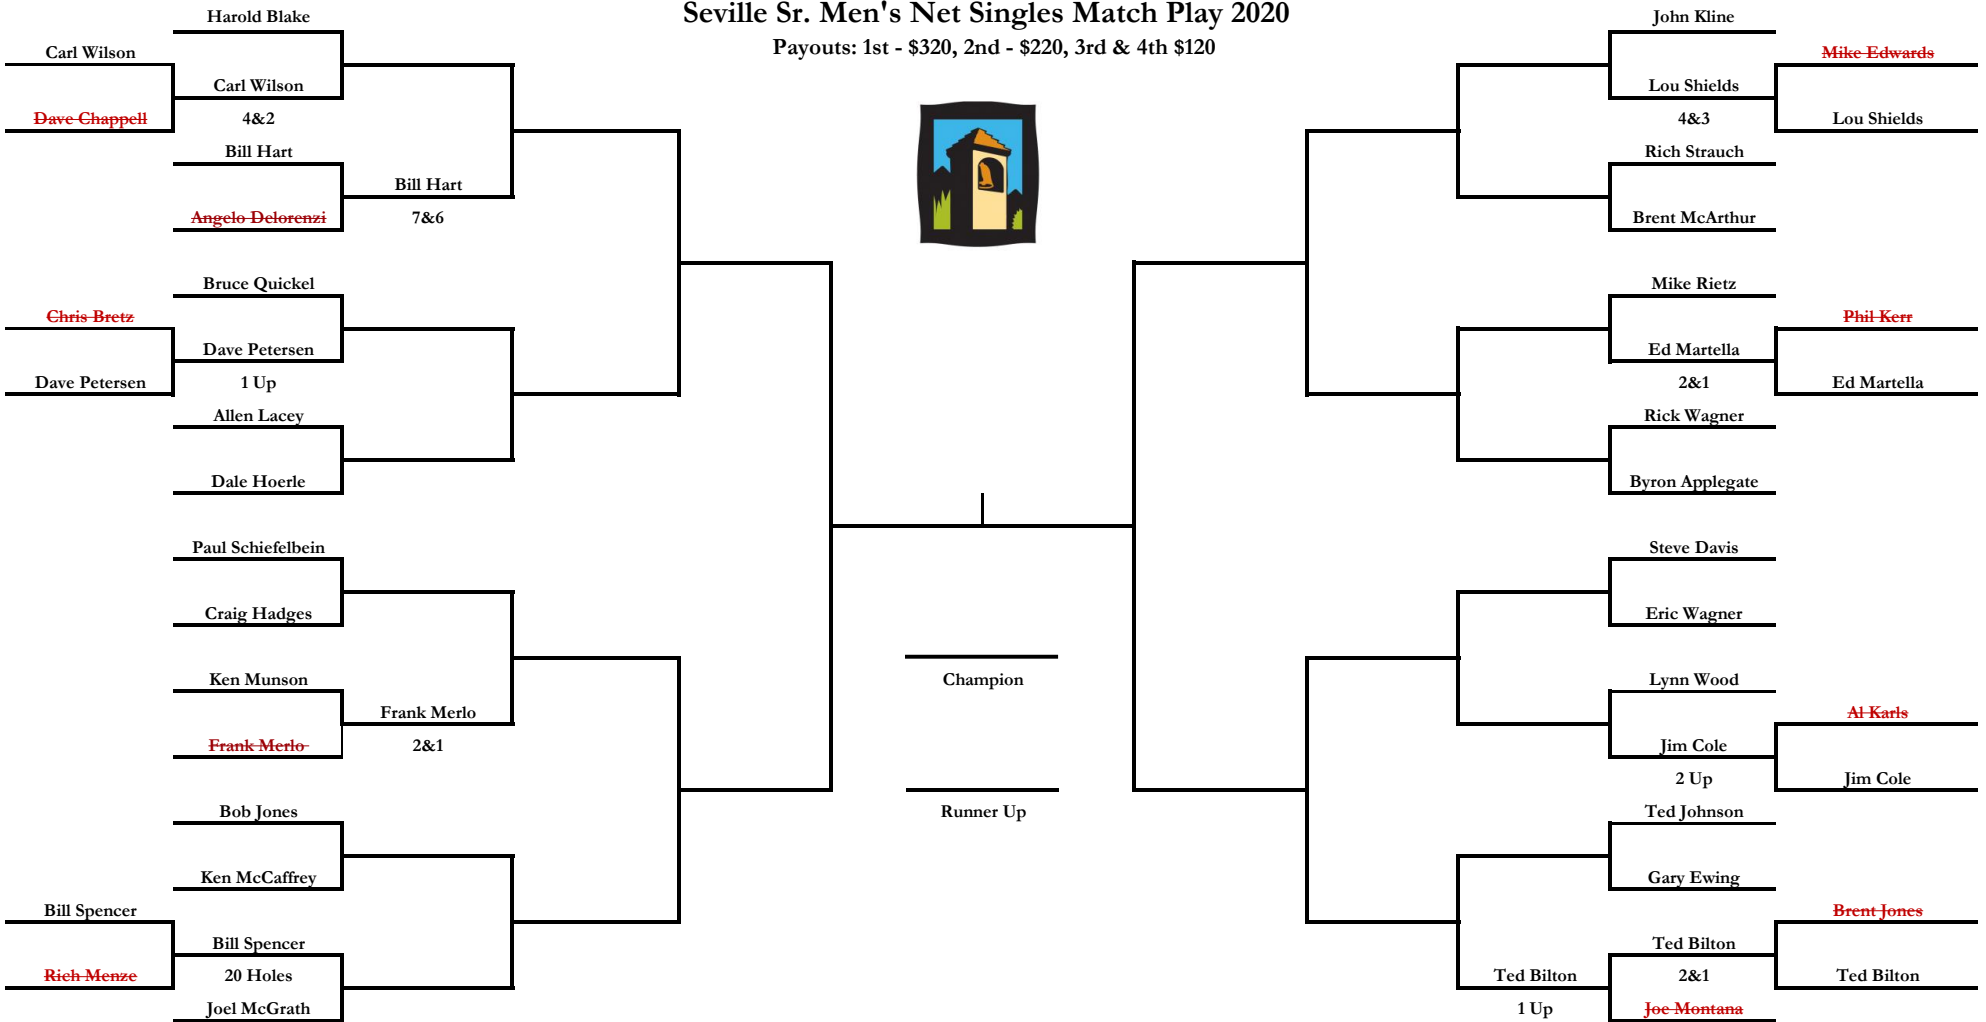 Seville Sr. Men's Net Singles Match Play 2020
Payouts: 1st - $320, 2nd - $220, 3rd & 4th $120
Harold Blake
Carl Wilson
Carl Wilson
Dave Chappell
4&2
Bill Hart
Bill Hart
Angelo Delorenzi
7&6
Bruce Quickel
Chris Bretz
Dave Petersen
Dave Petersen
1 Up
Allen Lacey
Dale Hoerle
Paul Schiefelbein
Craig Hadges
Ken Munson
Frank Merlo
Frank Merlo
2&1
Bob Jones
Ken McCaffrey
Bill Spencer
Bill Spencer
Rich Menze
20 Holes
Joel McGrath
Champion
Runner Up
John Kline
Mike Edwards
Lou Shields
4&3
Lou Shields
Rich Strauch
Brent McArthur
Mike Rietz
Phil Kerr
Ed Martella
2&1
Ed Martella
Rick Wagner
Byron Applegate
Steve Davis
Eric Wagner
Lynn Wood
Al Karls
Jim Cole
2 Up
Jim Cole
Ted Johnson
Gary Ewing
Brent Jones
Ted Bilton
Ted Bilton
2&1
Ted Bilton
1 Up
Joe Montana